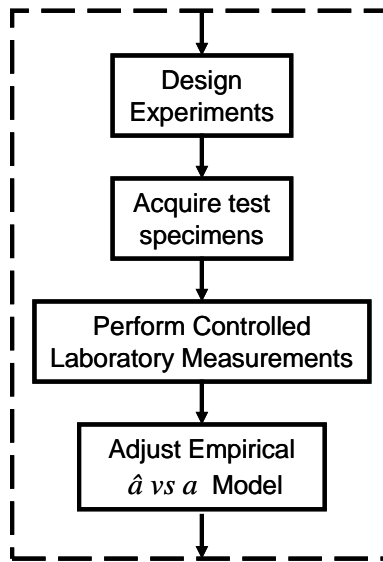 Design
Experiments
Acquire test
specimens
Perform Controlled
Laboratory Measurements
Adjust Empirical
â vs a Model